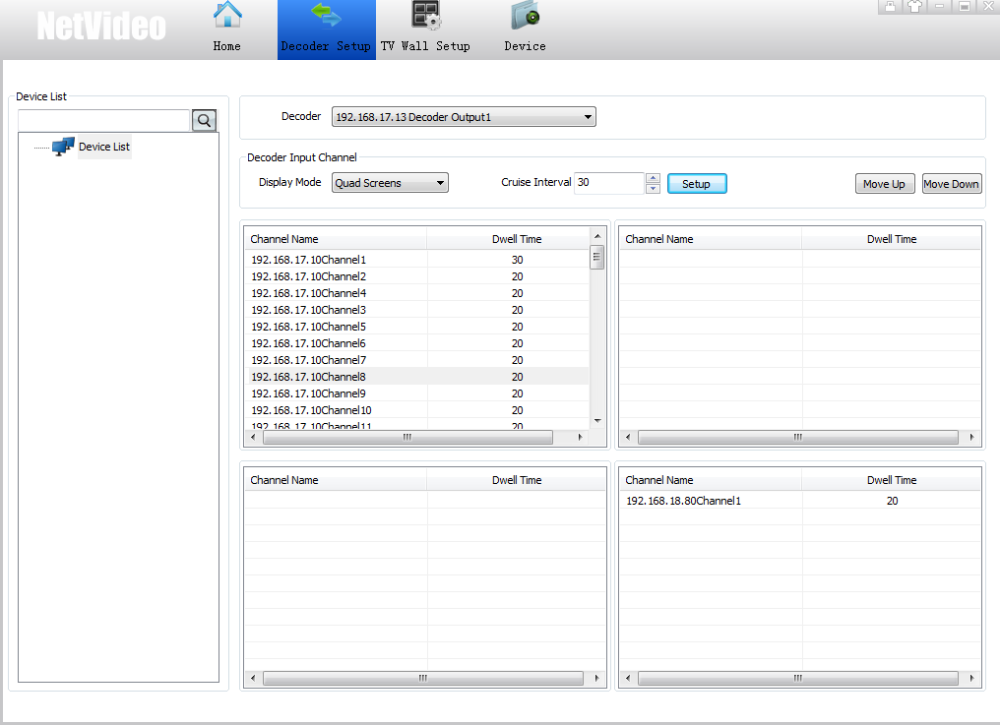 NetVideo
Home
Decoder Setup
TV Wall Setup
Device
Device List
Device List
Decoder
192.168.17.13 Decoder Output1
Decoder Input Channel
Display Mode
Quad Screens
Cruise Interval
30
Setup
Move Up
Move Down
Channel Name Dwell Time
192.168.17.10Channel1 30
192.168.17.10Channel2 20
192.168.17.10Channel4 20
192.168.17.10Channel3 20
192.168.17.10Channel5 20
192.168.17.10Channel6 20
192.168.17.10Channel7 20
192.168.17.10Channel8 20
192.168.17.10Channel9 20
192.168.17.10Channel10 20
192.168.17.10Channel11 20
Channel Name Dwell Time
Channel Name Dwell Time
Channel Name Dwell Time
192.168.18.80Channel1 20